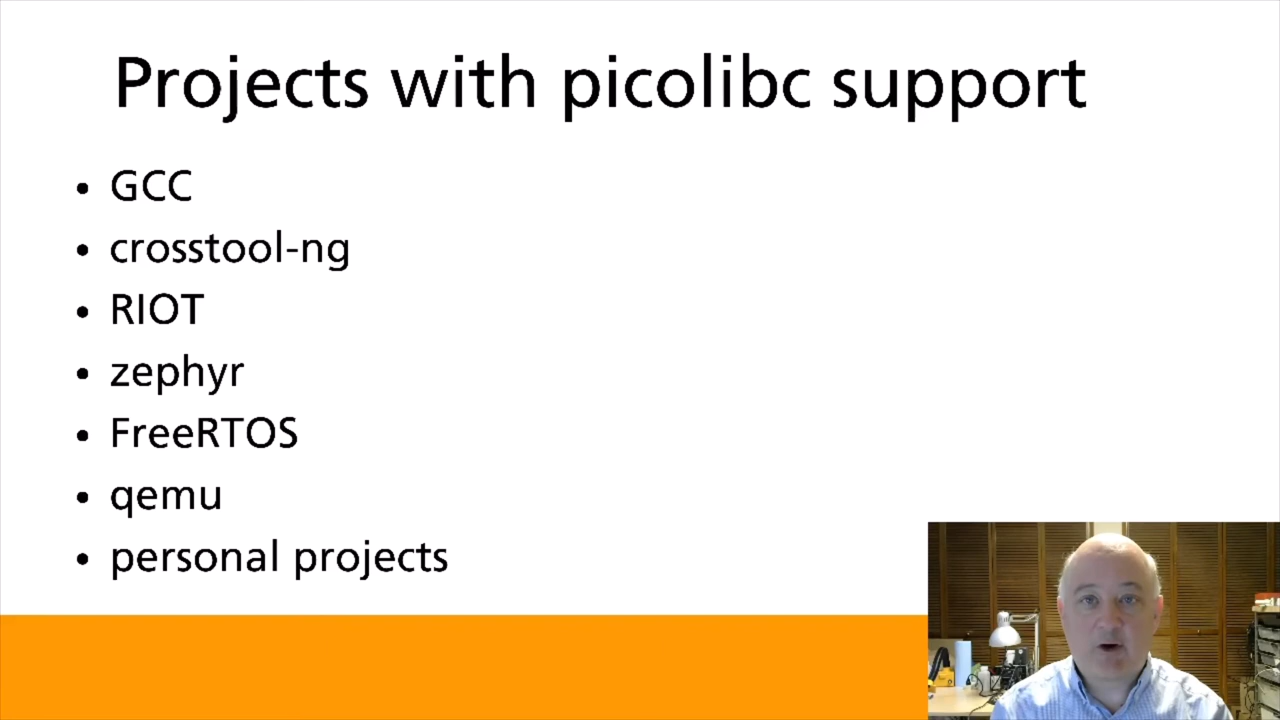 Projects with picolibc support
• GCC
• crosstool-ng
• RIOT
• zephyr
• FreeRTOS
• qemu
• personal projects